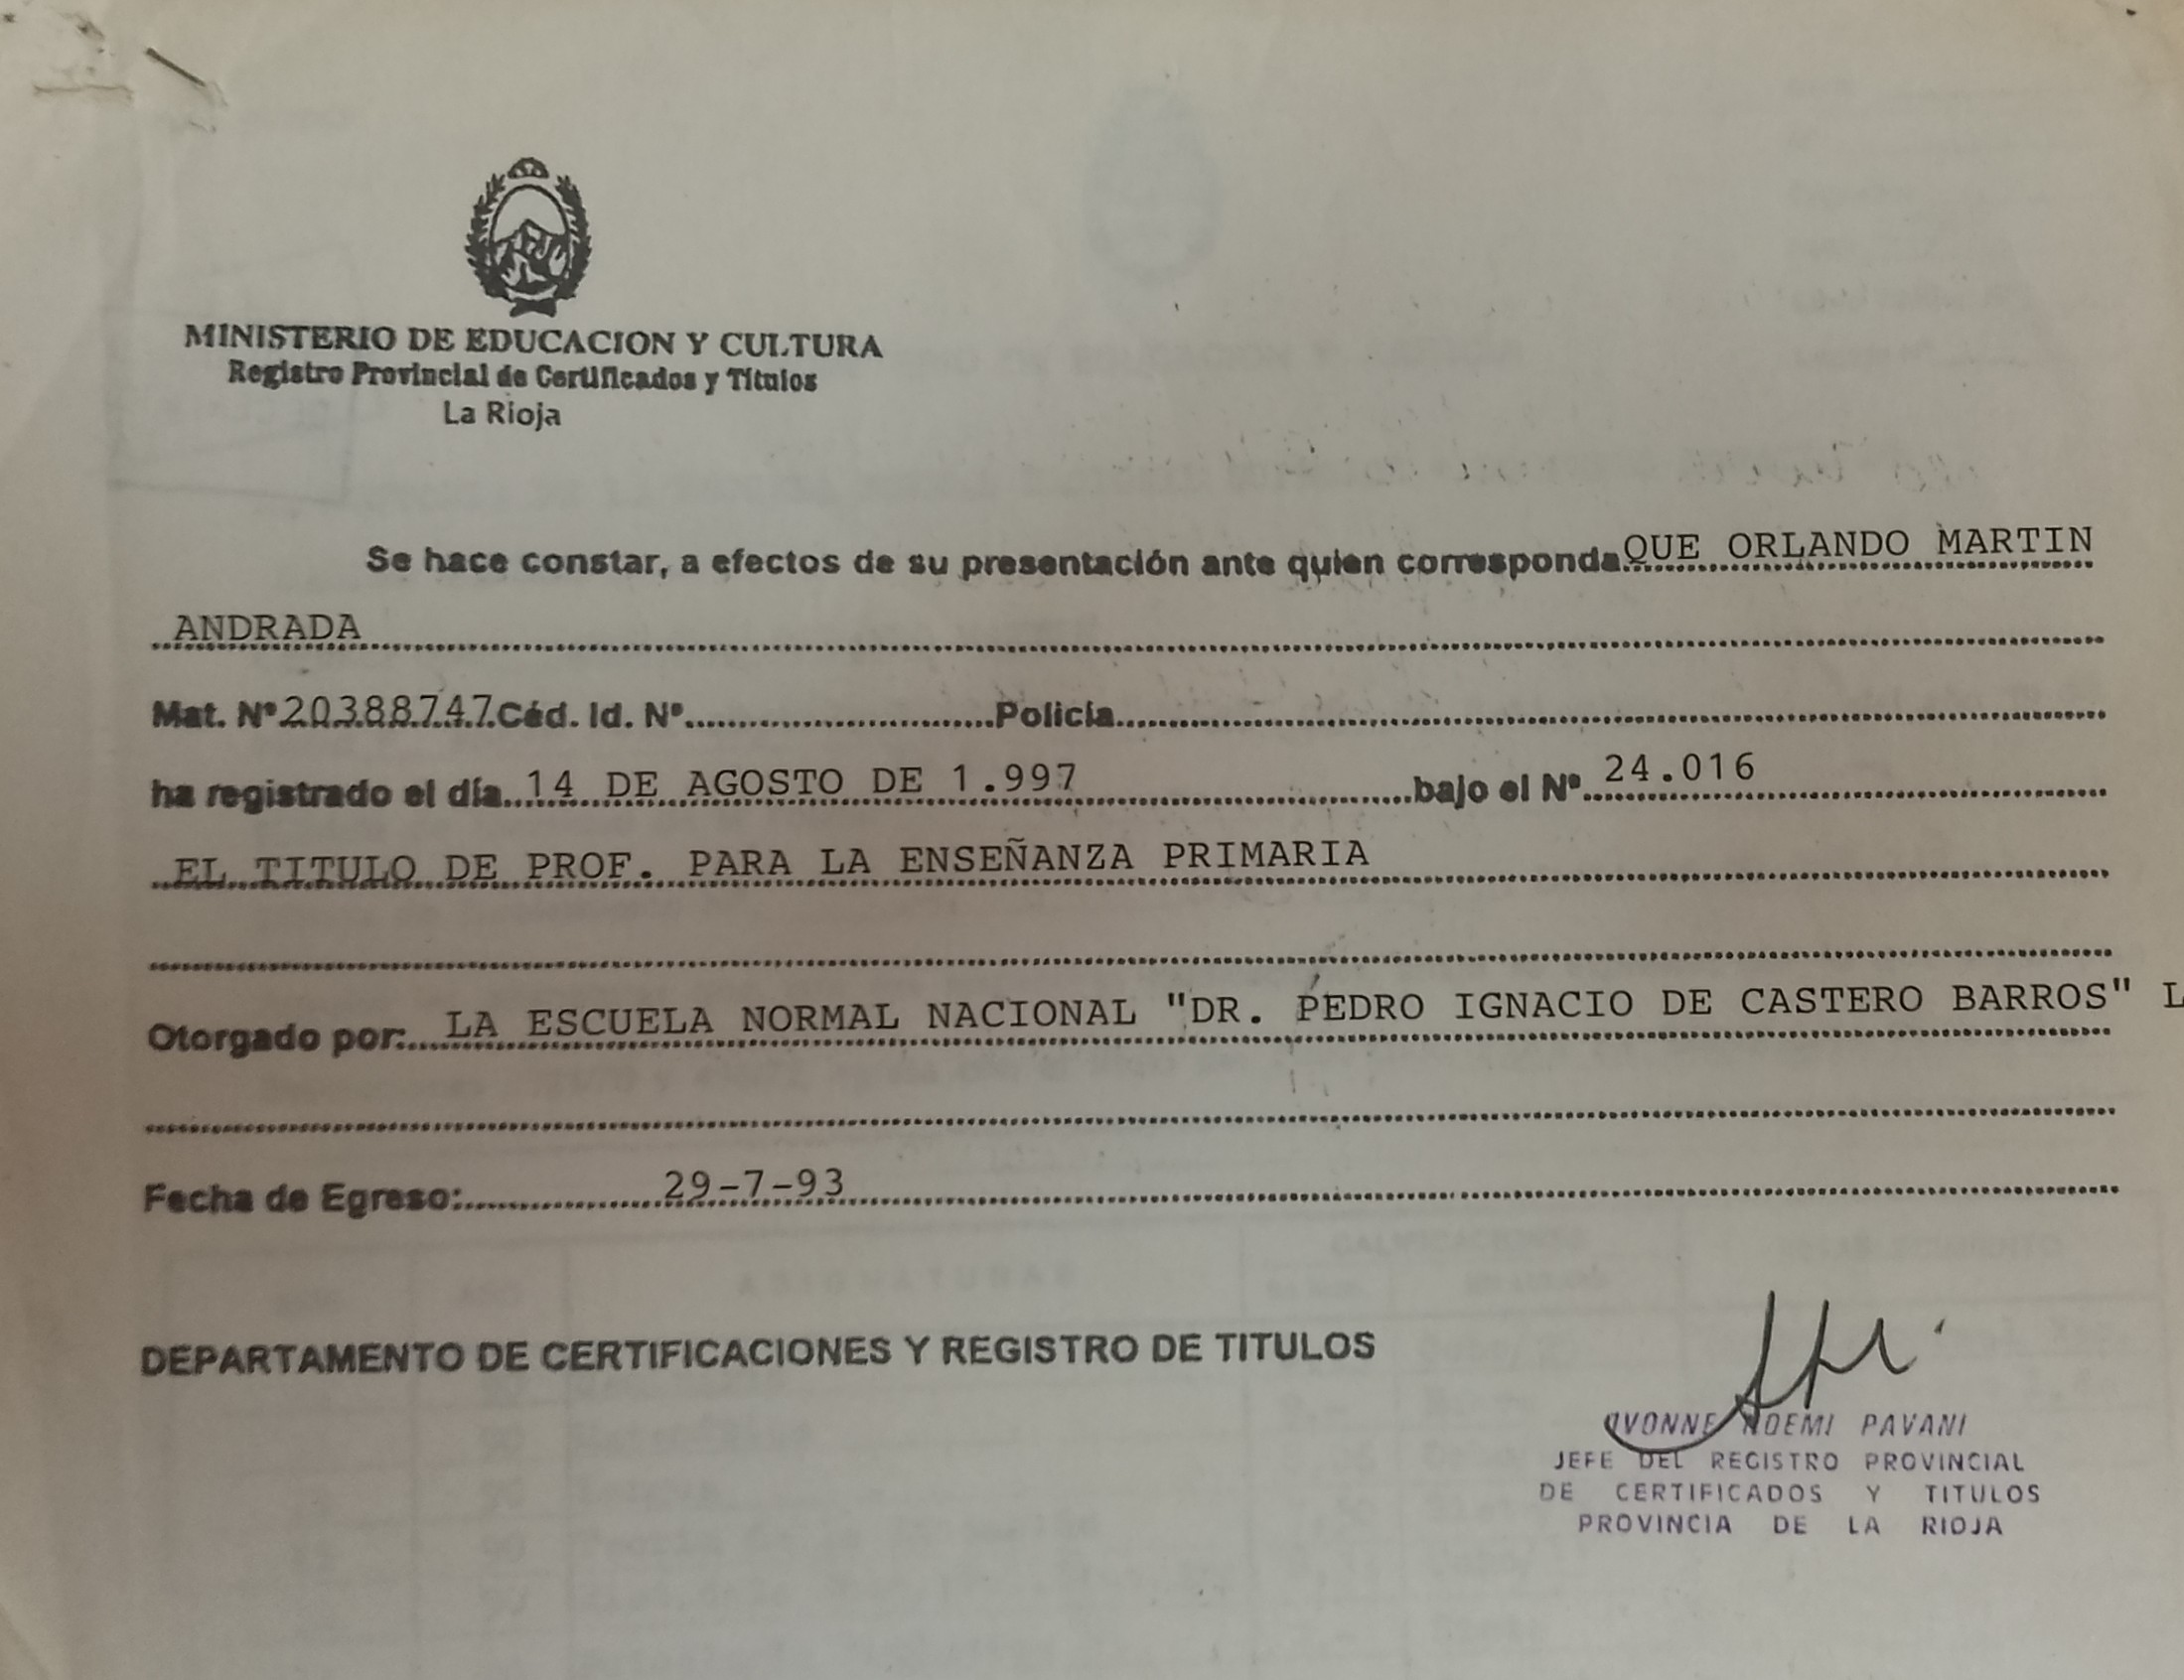 MINISTERIO DE EDUCACION Y CULTURA
Registro Provincial de Certificados y Títulos
La Rioja
Se hace constar, a efectos de su presentación ante quien corresponda QUE ORLANDO MARTIN
ANDRADA
Mat. Nº 20388747 Céd. Id. Nº Policía
ha registrado el día 14 DE AGOSTO DE 1.997 bajo el Nº 24.016
EL TITULO DE PROF. PARA LA ENSEÑANZA PRIMARIA
Otorgado por: LA ESCUELA NORMAL NACIONAL "DR. PEDRO IGNACIO DE CASTERO BARROS" L
Fecha de Egreso: 29-7-93
DEPARTAMENTO DE CERTIFICACIONES Y REGISTRO DE TITULOS
IVONNE NOEMI PAVANI
JEFE DEL REGISTRO PROVINCIAL
DE CERTIFICADOS Y TITULOS
PROVINCIA DE LA RIOJA